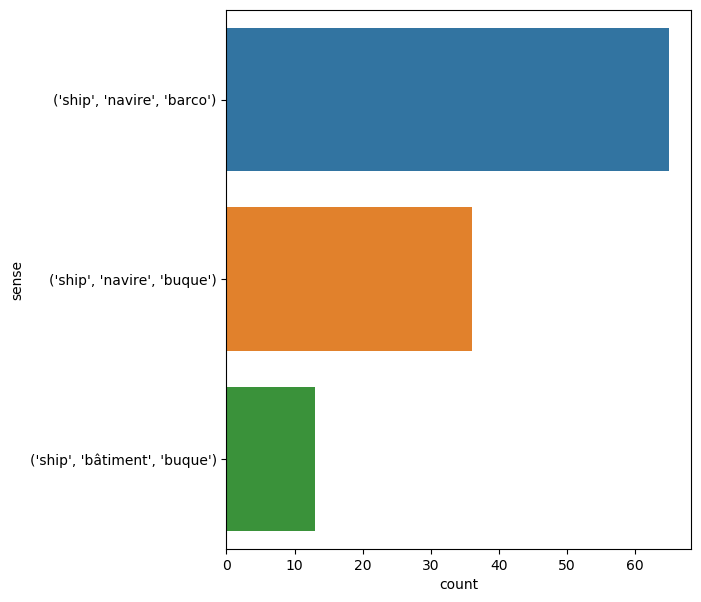 ('ship', 'navire', 'barco')
('ship', 'navire', 'buque')
('ship', 'bâtiment', 'buque')
sense
0 10 20 30 40 50 60
count